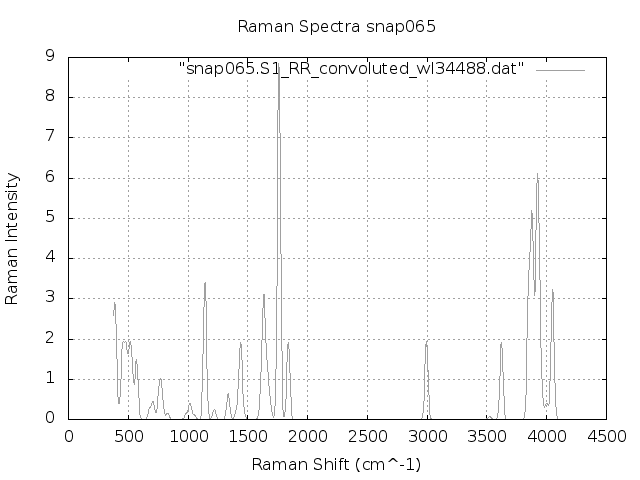 Raman Spectra snap065
"snap065.S1_RR_convoluted_wl34488.dat"
9
8
7
6
5
4
3
2
1
0
Raman Intensity
0 500 1000 1500 2000 2500 3000 3500 4000 4500
Raman Shift (cm^-1)